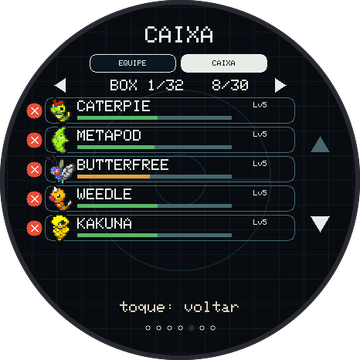 CAIXA
EQUIPE CAIXA
BOX 1/32 8/30
CATERPIE Lv5
METAPOD Lv5
BUTTERFREE Lv5
WEEDLE Lv5
KAKUNA Lv5
toque: voltar